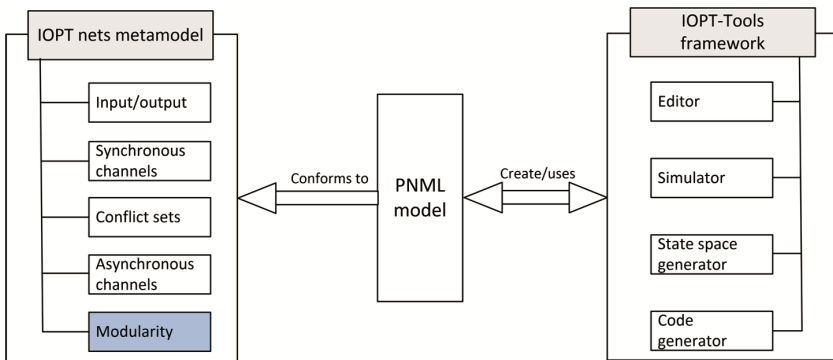 IOPT nets metamodel
Input/output
Synchronous
channels
Conflict sets
Asynchronous
channels
Modularity
Conforms to
PNML
model
Create/uses
IOPT-Tools
framework
Editor
Simulator
State space
generator
Code
generator